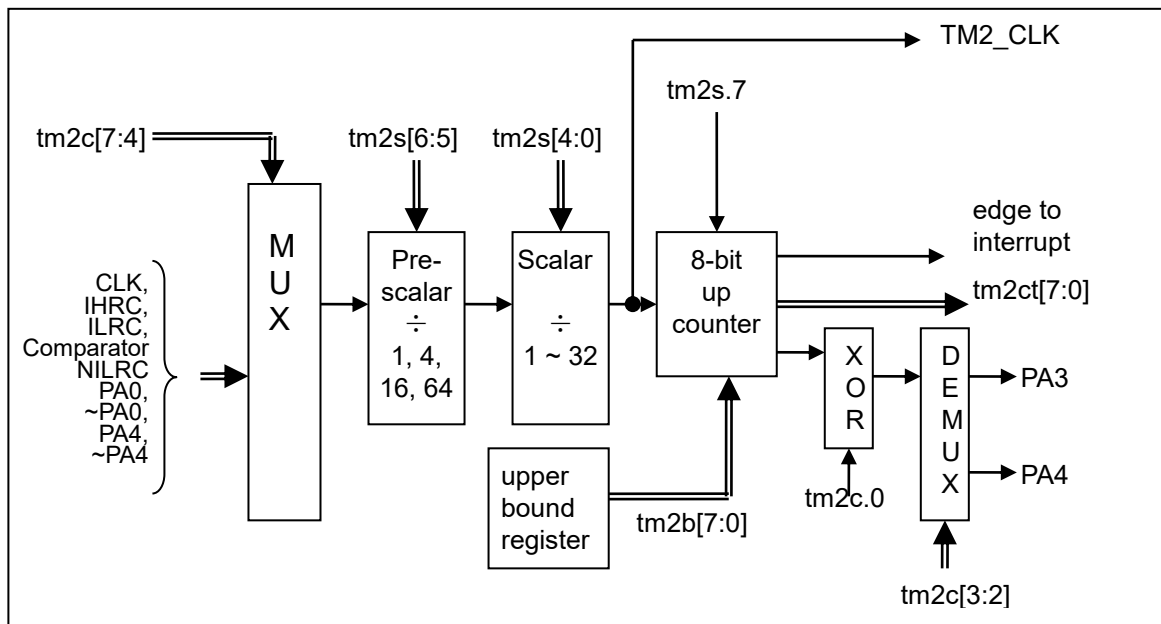 TM2_CLK
tm2s.7
tm2c[7:4]
tm2s[6:5]
tm2s[4:0]
M
U
X
CLK,
IHRC,
ILRC,
Comparator
NILRC
PA0,
~PA0,
PA4,
~PA4
Pre-
scalar
÷
1, 4,
16, 64
Scalar
÷
1 ~ 32
8-bit
up
counter
edge to
interrupt
tm2ct[7:0]
X
O
R
D
E
M
U
X
PA3
PA4
upper
bound
register
tm2b[7:0]
tm2c.0
tm2c[3:2]